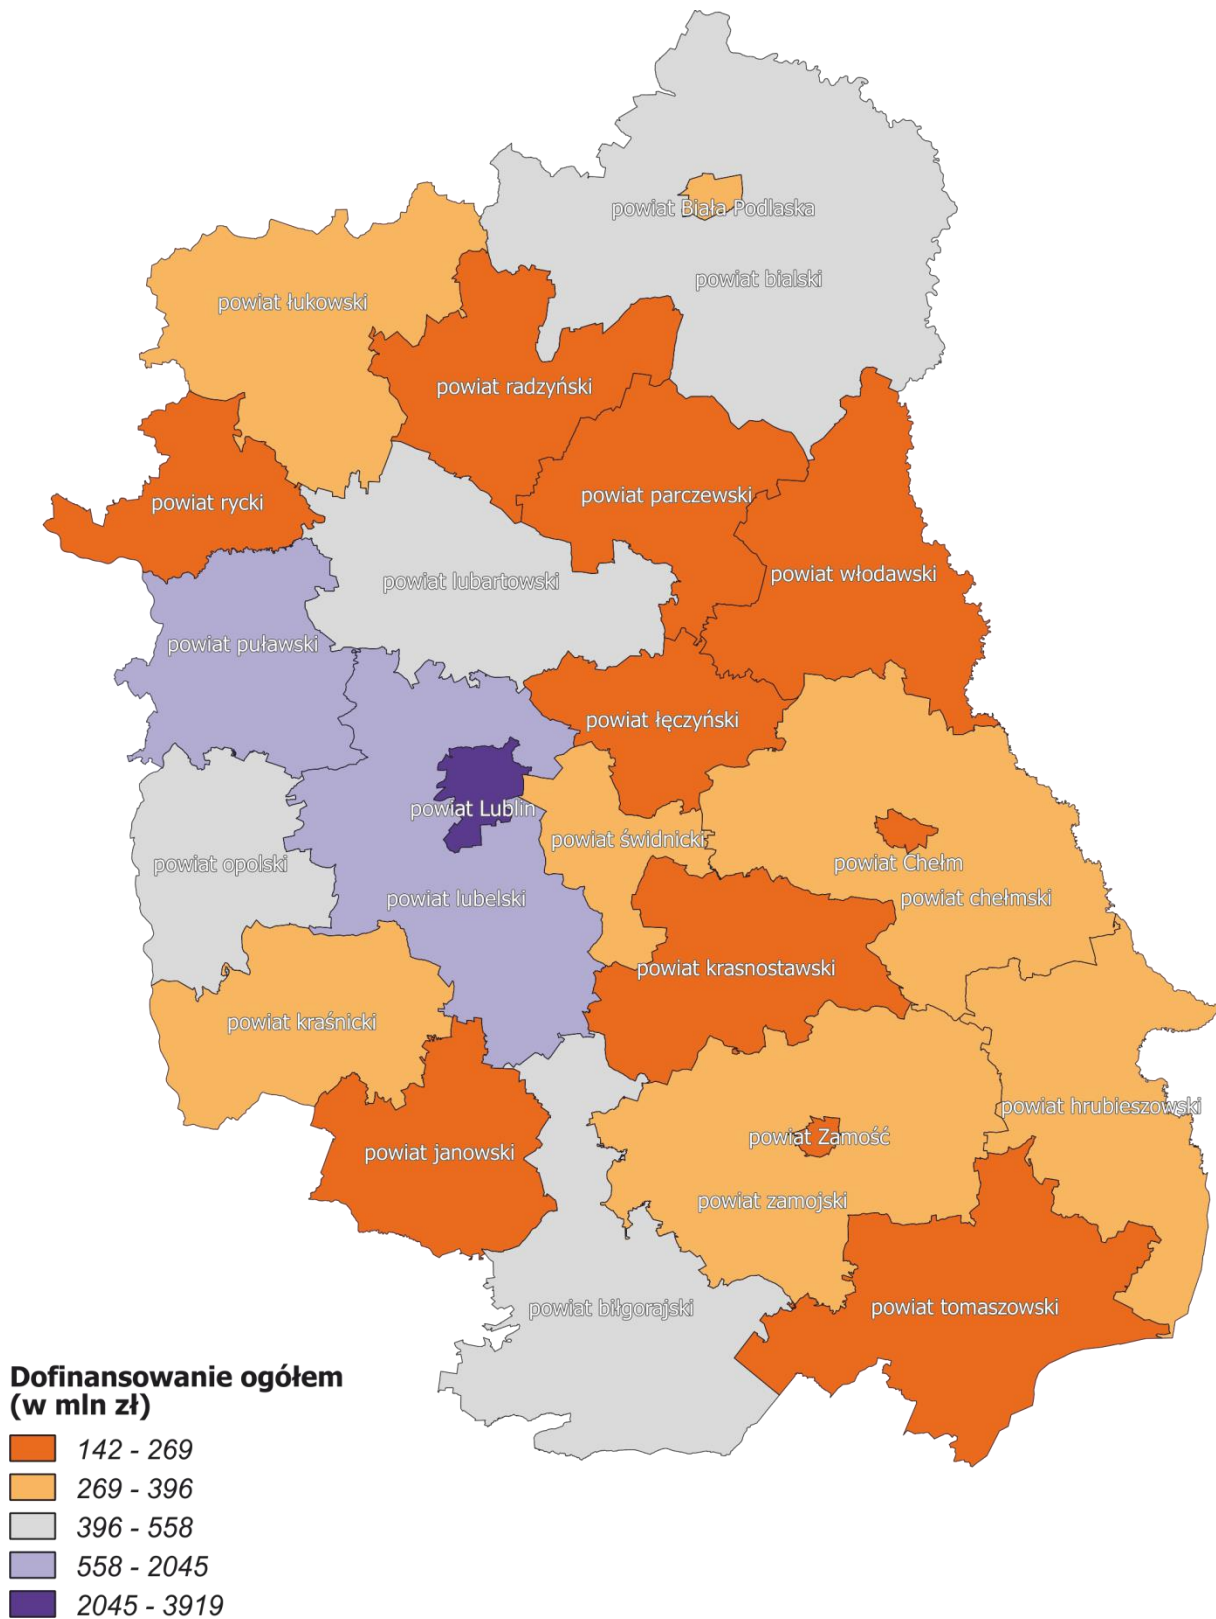 powiat Biała Podlaska
powiat bialski
powiat łukowski
powiat radzyński
powiat parczewski
powiat rycki
powiat włodawski
powiat lubartowski
powiat puławski
powiat łęczyński
powiat Lublin
powiat świdnicki
powiat Chełm
powiat opolski
powiat lubelski
powiat chełmski
powiat krasnostawski
powiat kraśnicki
powiat hrubieszowski
powiat Zamość
powiat janowski
powiat zamojski
powiat biłgorajski
powiat tomaszowski
Dofinansowanie ogółem
(w mln zł)
142 - 269
269 - 396
396 - 558
558 - 2045
2045 - 3919